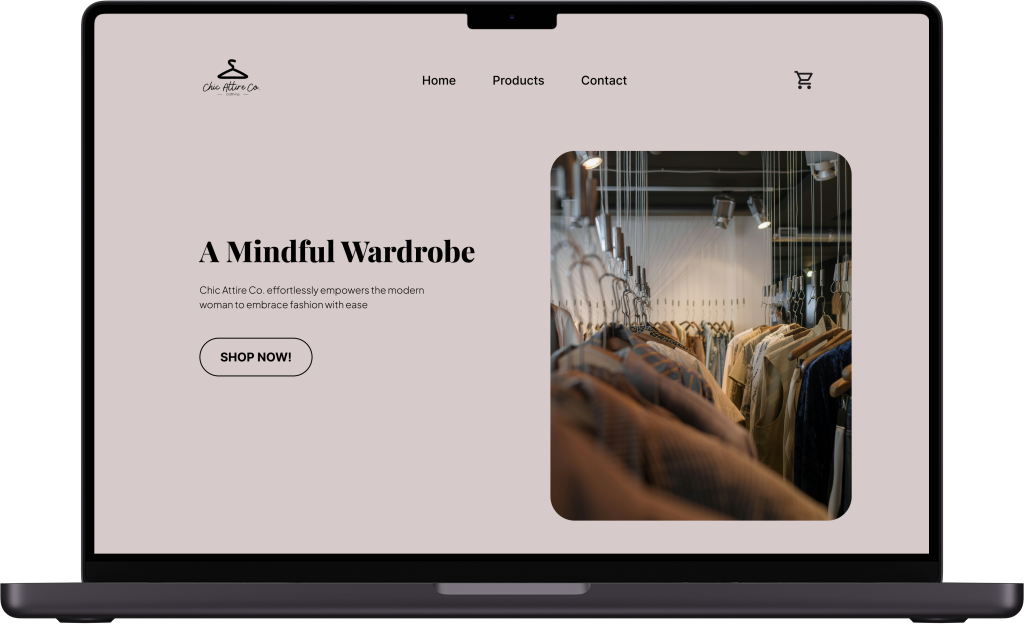 Chic Attire Co.
Home Products Contact
A Mindful Wardrobe
Chic Attire Co. effortlessly empowers the modern
woman to embrace fashion with ease
SHOP NOW!